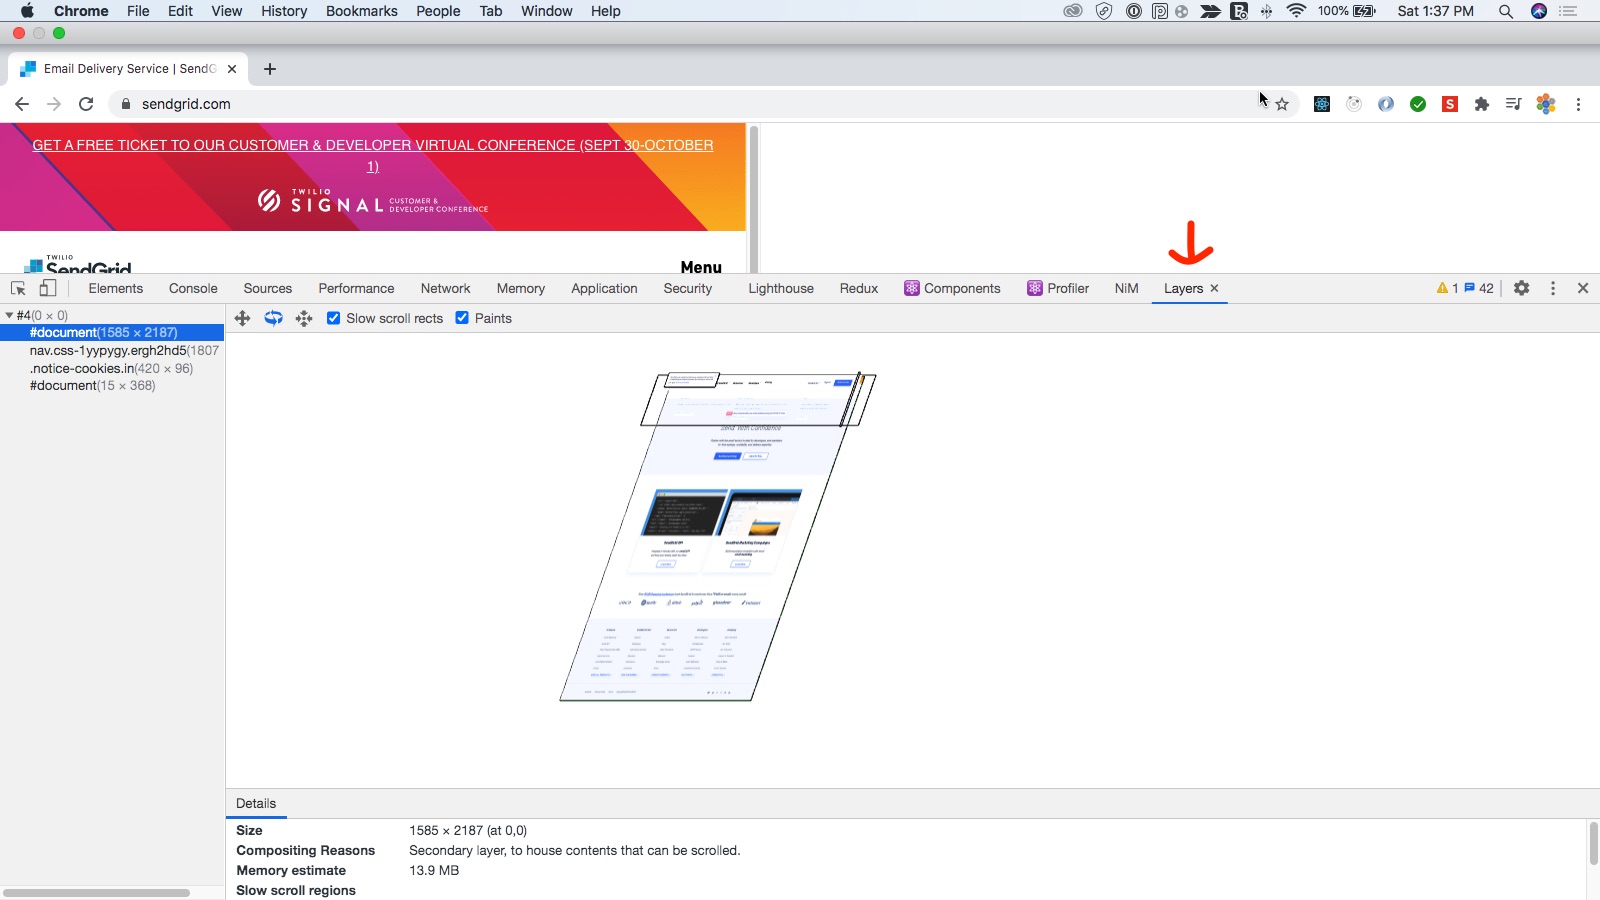 Chrome File Edit View History Bookmarks People Tab Window Help 100% Sat 1:37 PM
Email Delivery Service | SendG
sendgrid.com
GET A FREE TICKET TO OUR CUSTOMER & DEVELOPER VIRTUAL CONFERENCE (SEPT 30-OCTOBER
1)
TWILIO
SIGNAL CUSTOMER &
DEVELOPER CONFERENCE
TWILIO
SendGrid
Menu
Elements Console Sources Performance Network Memory Application Security Lighthouse Redux Components Profiler NiM Layers 1 42
#4(0 × 0)
#document(1585 × 2187)
nav.css-1yypygy.ergh2hd5(1807
.notice-cookies.in(420 × 96)
#document(15 × 368)
Slow scroll rects Paints
Send With Confidence
Details
Size 1585 × 2187 (at 0,0)
Compositing Reasons Secondary layer, to house contents that can be scrolled.
Memory estimate 13.9 MB
Slow scroll regions